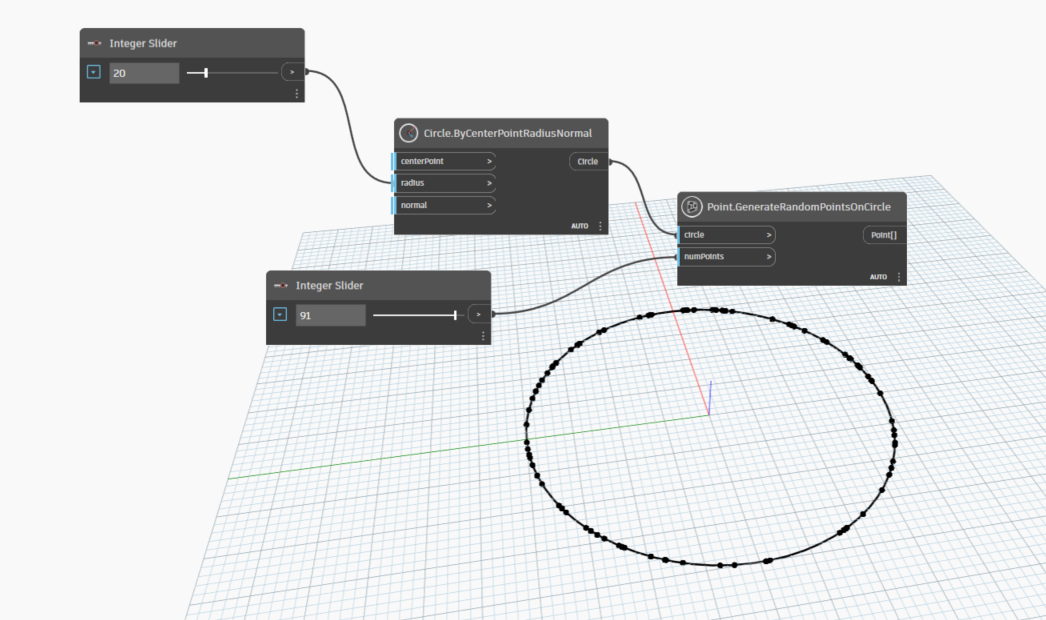 Integer Slider
20
>
Circle.ByCenterPointRadiusNormal
centerPoint >
Circle
radius >
normal >
AUTO
Point.GenerateRandomPointsOnCircle
circle >
Point[]
numPoints >
AUTO
Integer Slider
91
>